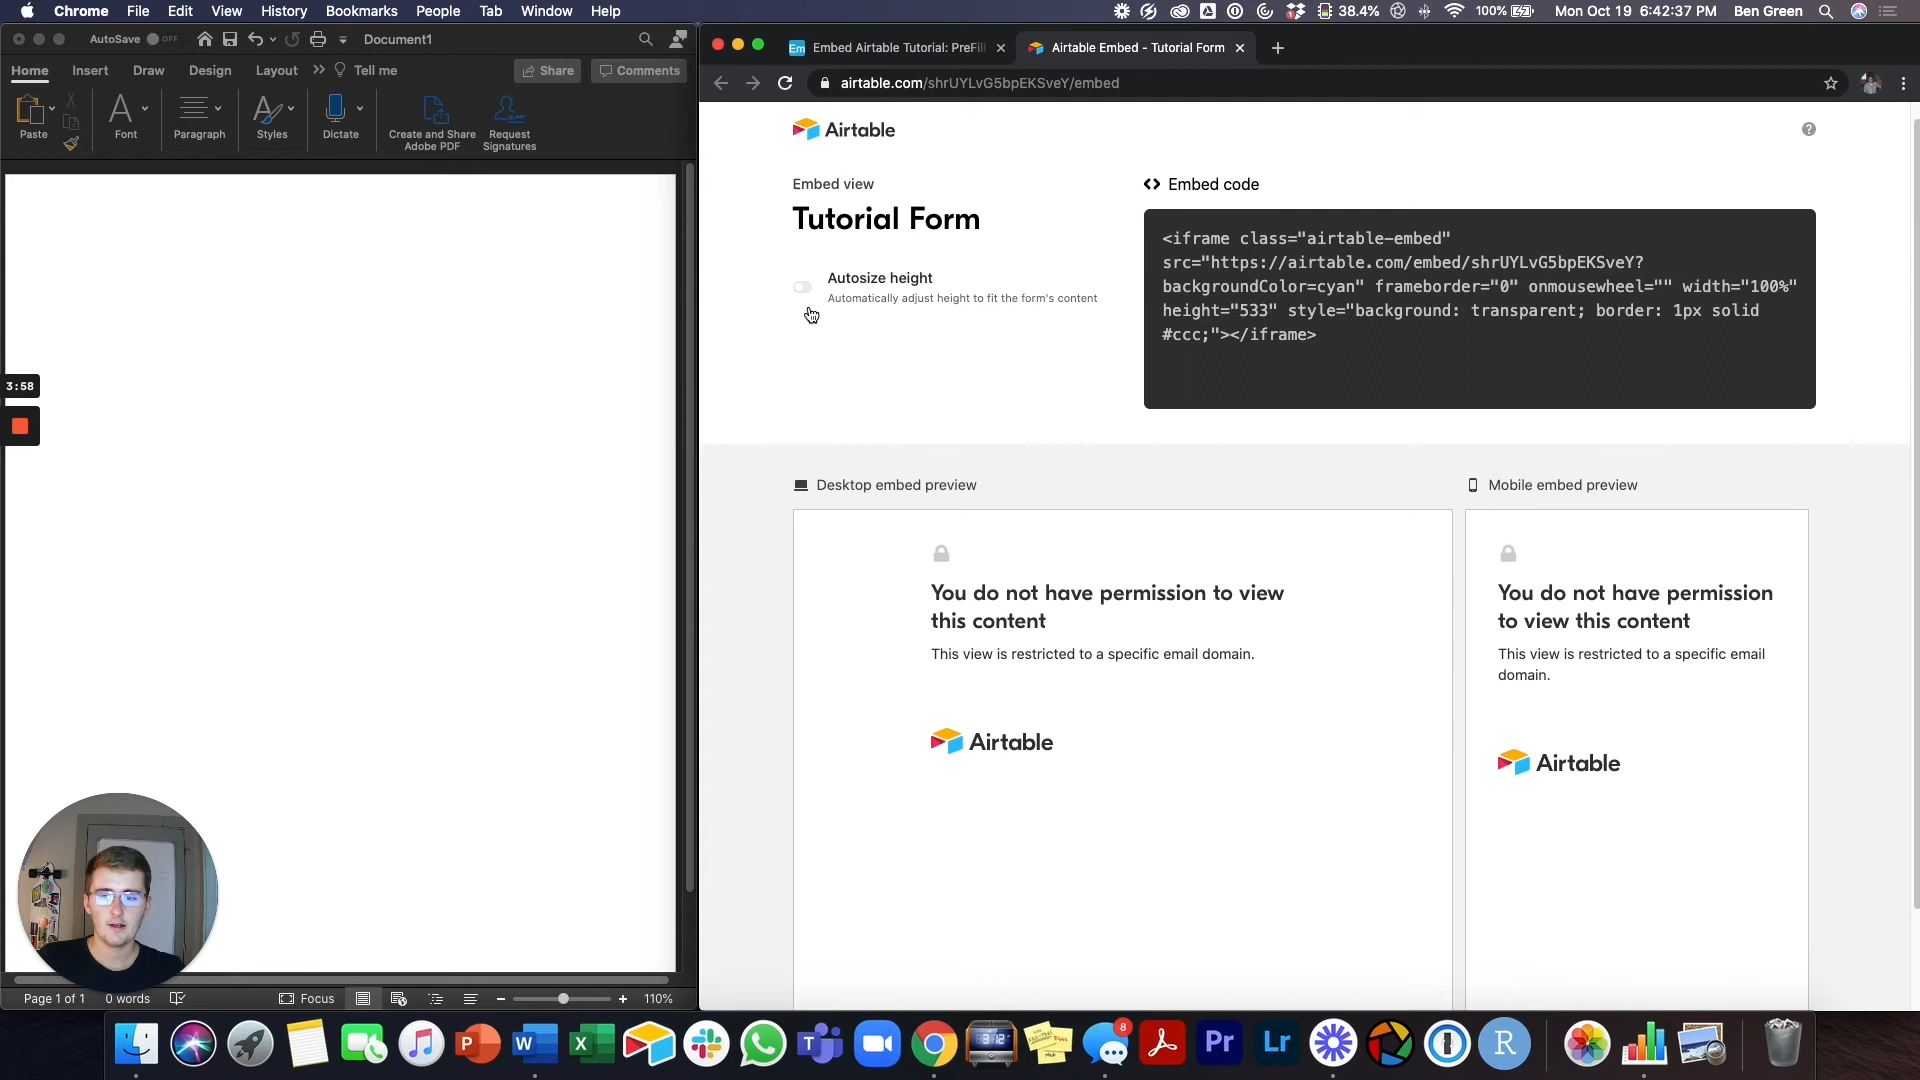 Chrome File Edit View History Bookmarks People Tab Window Help
38.4% 100% Mon Oct 19 6:42:37 PM Ben Green
AutoSave OFF Document1
Home Insert Draw Design Layout Tell me Share Comments
Paste Font Paragraph Styles Dictate Create and Share Adobe PDF Request Signatures
Em Embed Airtable Tutorial: PreFill
Airtable Embed - Tutorial Form
airtable.com/shrUYLvG5bpEKSveY/embed
Airtable
Embed view
Tutorial Form
Autosize height
Automatically adjust height to fit the form's content
<> Embed code
<iframe class="airtable-embed"
src="https://airtable.com/embed/shrUYLvG5bpEKSveY?
backgroundColor=cyan" frameborder="0" onmousewheel="" width="100%"
height="533" style="background: transparent; border: 1px solid
#ccc;"></iframe>
3:58
Desktop embed preview
You do not have permission to view
this content
This view is restricted to a specific email domain.
Airtable
Mobile embed preview
You do not have permission
to view this content
This view is restricted to a specific email
domain.
Airtable
Page 1 of 1 0 words Focus 110%
P W X T 8 Pr Lr R